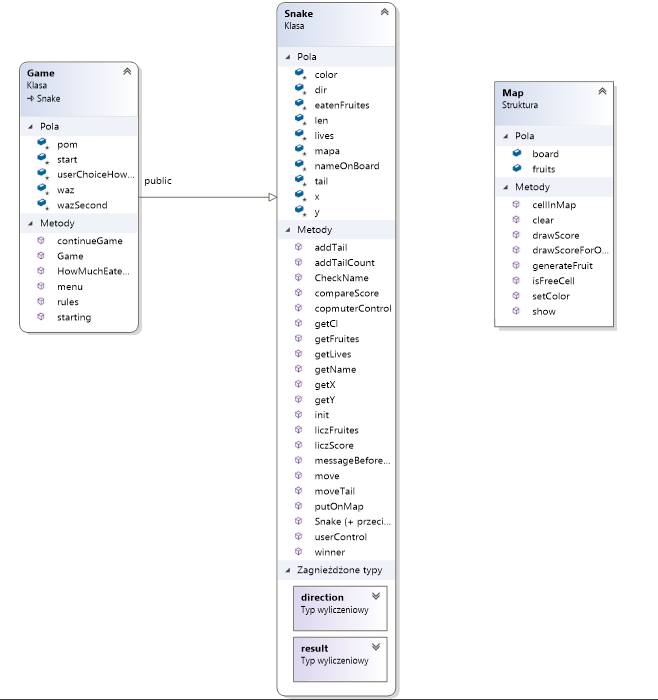 Game
Klasa
Snake
Pola
pom
start
userChoiceHow...
waz
wazSecond
Metody
continueGame
Game
HowMuchEate...
menu
rules
starting
public
Snake
Klasa
Pola
color
dir
eatenFruites
len
lives
mapa
nameOnBoard
tail
x
y
Metody
addTail
addTailCount
CheckName
compareScore
copmuterControl
getCl
getFruites
getLives
getName
getX
getY
init
liczFruites
liczScore
messageBefore...
move
moveTail
putOnMap
Snake (+ przeci...
userControl
winner
Zagnieżdżone typy
direction
Typ wyliczeniowy
result
Typ wyliczeniowy
Map
Struktura
Pola
board
fruits
Metody
cellInMap
clear
drawScore
drawScoreForO...
generateFruit
isFreeCell
setColor
show